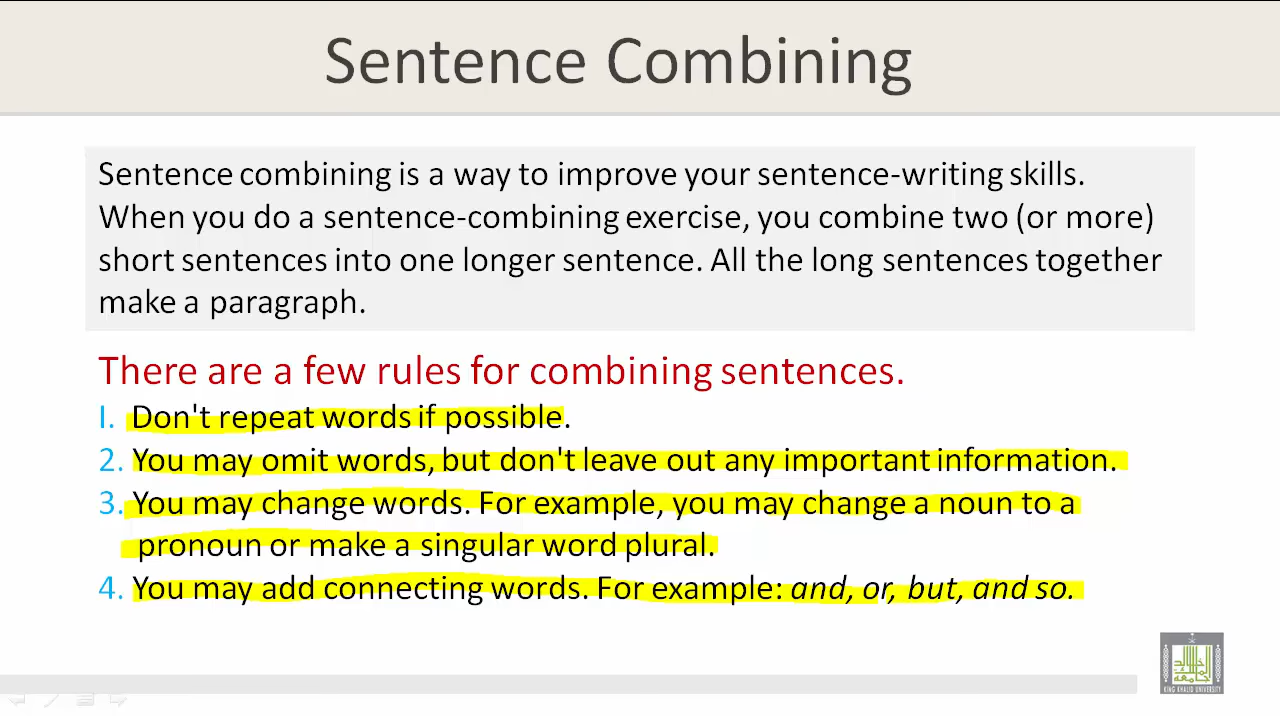 Sentence Combining
Sentence combining is a way to improve your sentence-writing skills.
When you do a sentence-combining exercise, you combine two (or more)
short sentences into one longer sentence. All the long sentences together
make a paragraph.
There are a few rules for combining sentences.
I. Don't repeat words if possible.
2. You may omit words, but don't leave out any important information.
3. You may change words. For example, you may change a noun to a
pronoun or make a singular word plural.
4. You may add connecting words. For example: and, or, but, and so.
KING KHALID UNIVERSITY